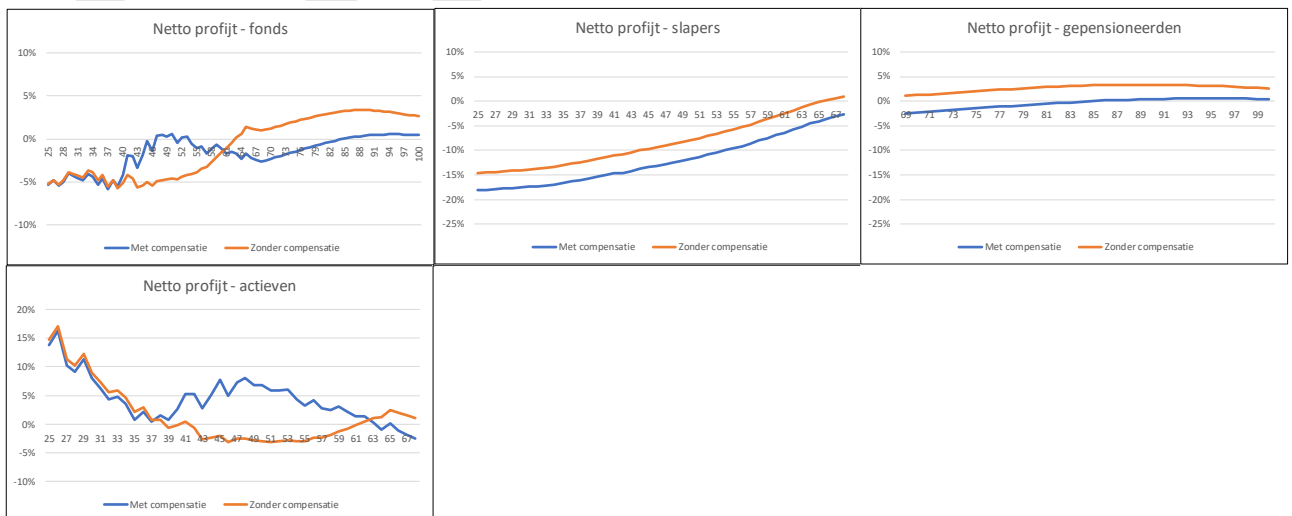 Netto profijt - fonds
10%
5%
0%
-5%
-10%
25 28 31 34 37 40 43 46 49 52 55 58 61 64 67 70 73 76 79 82 85 88 91 94 97 100
Met compensatie Zonder compensatie
Netto profijt - slapers
10%
5%
0%
-5%
-10%
-15%
-20%
-25%
25 27 29 31 33 35 37 39 41 43 45 47 49 51 53 55 57 59 61 63 65 67
Met compensatie Zonder compensatie
Netto profijt - gepensioneerden
10%
5%
0%
-5%
-10%
-15%
-20%
-25%
69 71 73 75 77 79 81 83 85 87 89 91 93 95 97 99
Met compensatie Zonder compensatie
Netto profijt - actieven
20%
15%
10%
5%
0%
-5%
-10%
25 27 29 31 33 35 37 39 41 43 45 47 49 51 53 55 57 59 61 63 65 67
Met compensatie Zonder compensatie